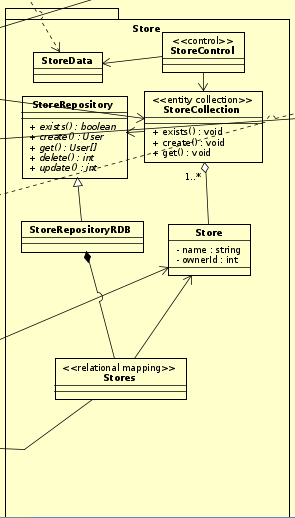 Store
<<control>>
StoreControl
StoreData
StoreRepository
+ exists() : boolean
+ create() : User
+ get() : User[]
+ delete() : int
+ update() : int
<<entity collection>>
StoreCollection
+ exists() : void
+ create() : void
+ get() : void
1..*
StoreRepositoryRDB
Store
- name : string
- ownerId : int
<<relational mapping>>
Stores